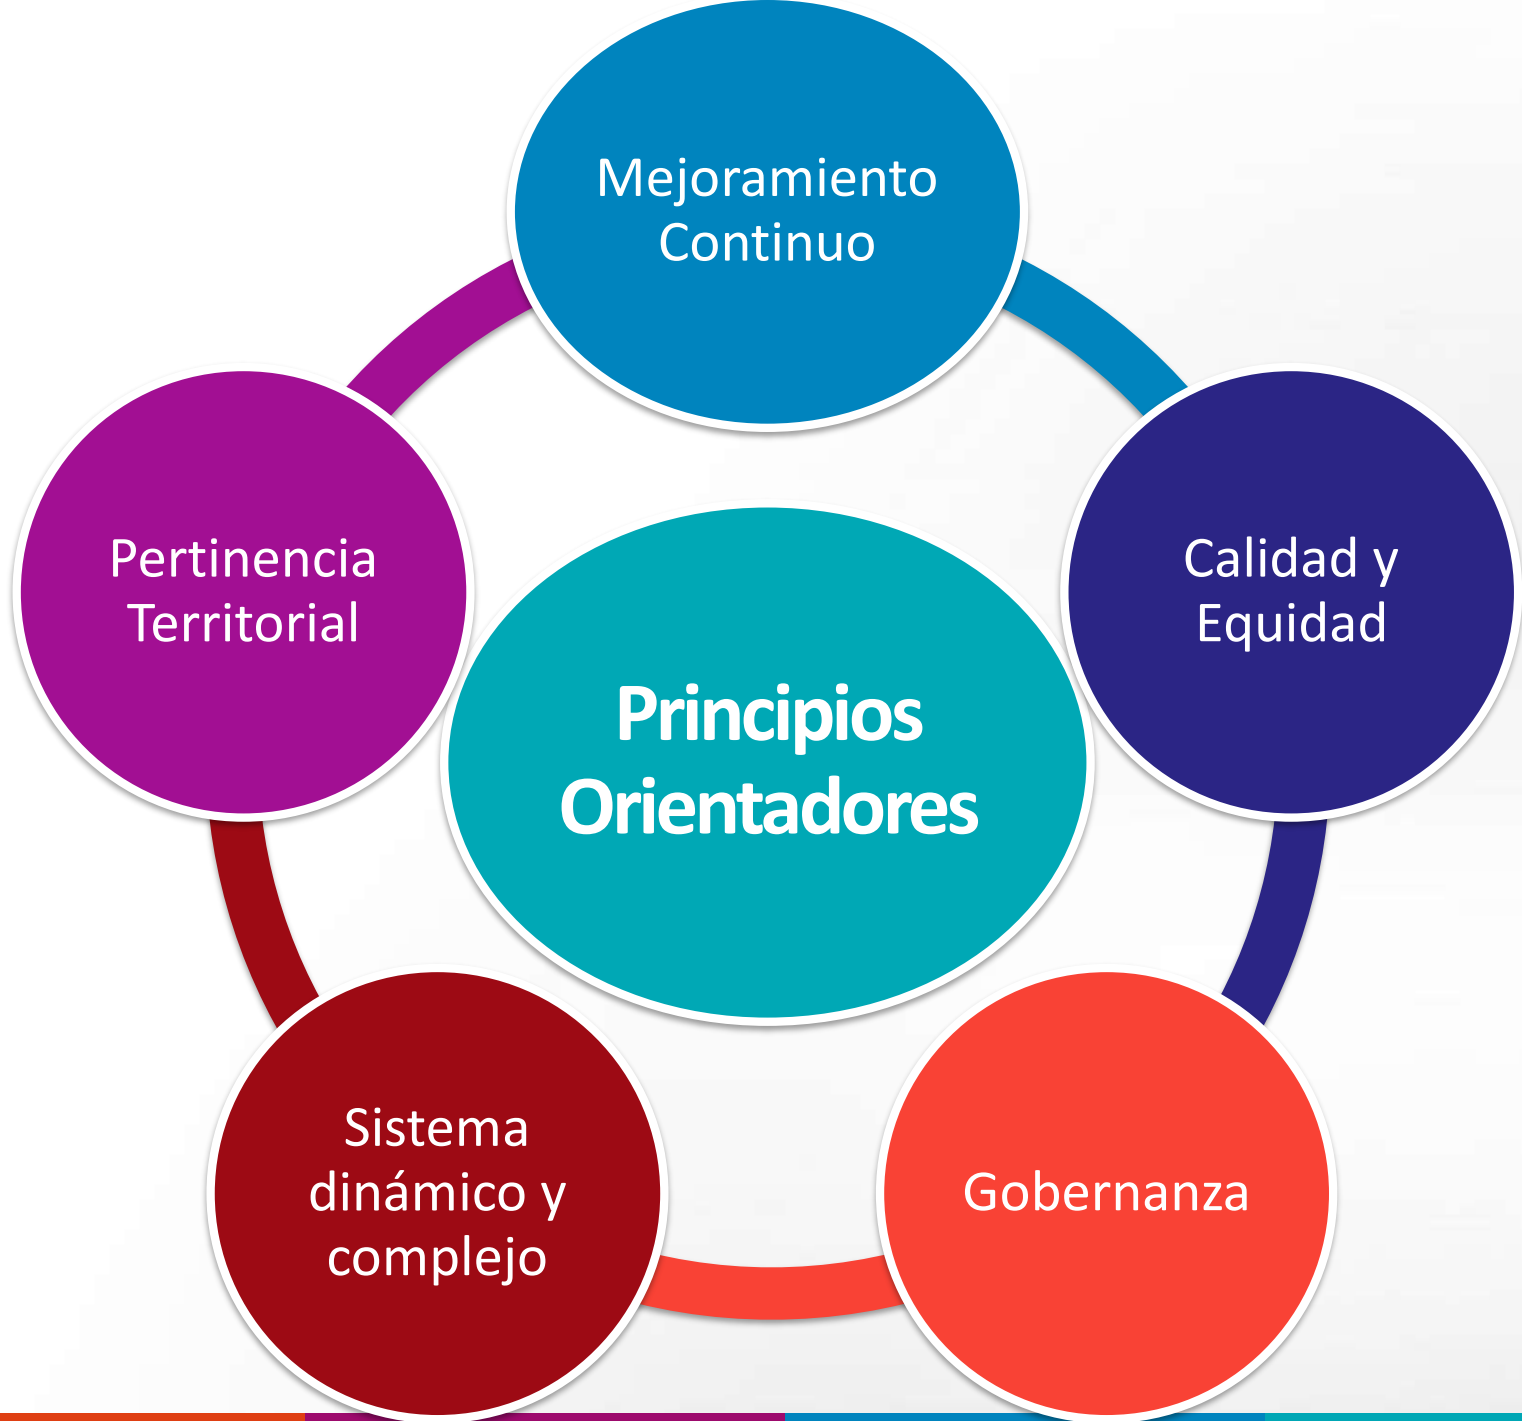 Mejoramiento
Continuo
Calidad y
Equidad
Gobernanza
Sistema
dinámico y
complejo
Pertinencia
Territorial
Principios
Orientadores